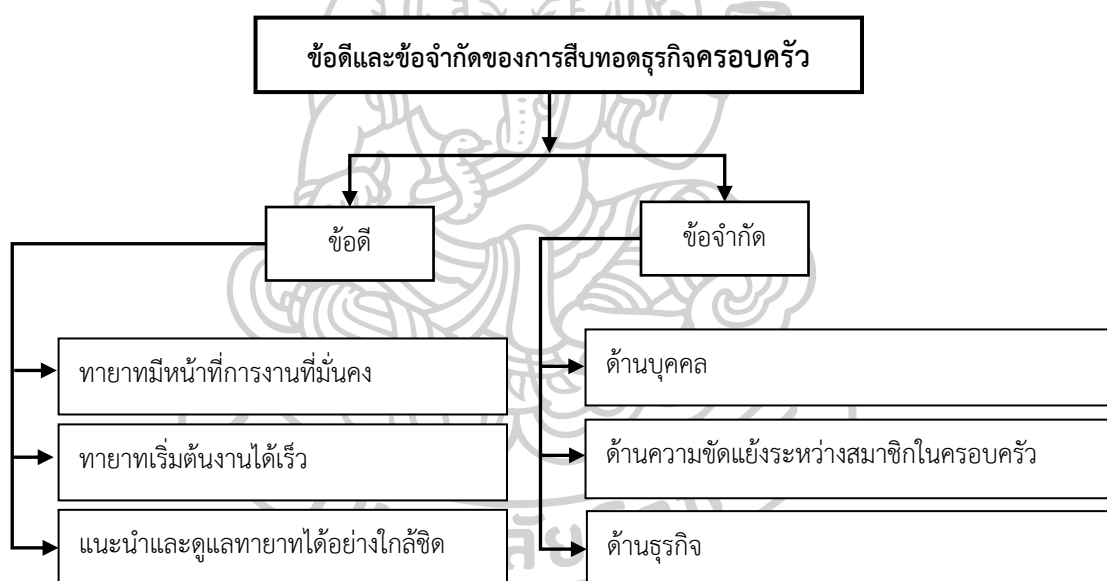 ข้อดีและข้อจำกัดของการสืบทอดธุรกิจครอบครัว
ข้อดี
ข้อจำกัด
ทายาทมีหน้าที่การงานที่มั่นคง
ทายาทเริ่มต้นงานได้เร็ว
แนะนำและดูแลทายาทได้อย่างใกล้ชิด
ด้านบุคคล
ด้านความขัดแย้งระหว่างสมาชิกในครอบครัว
ด้านธุรกิจ